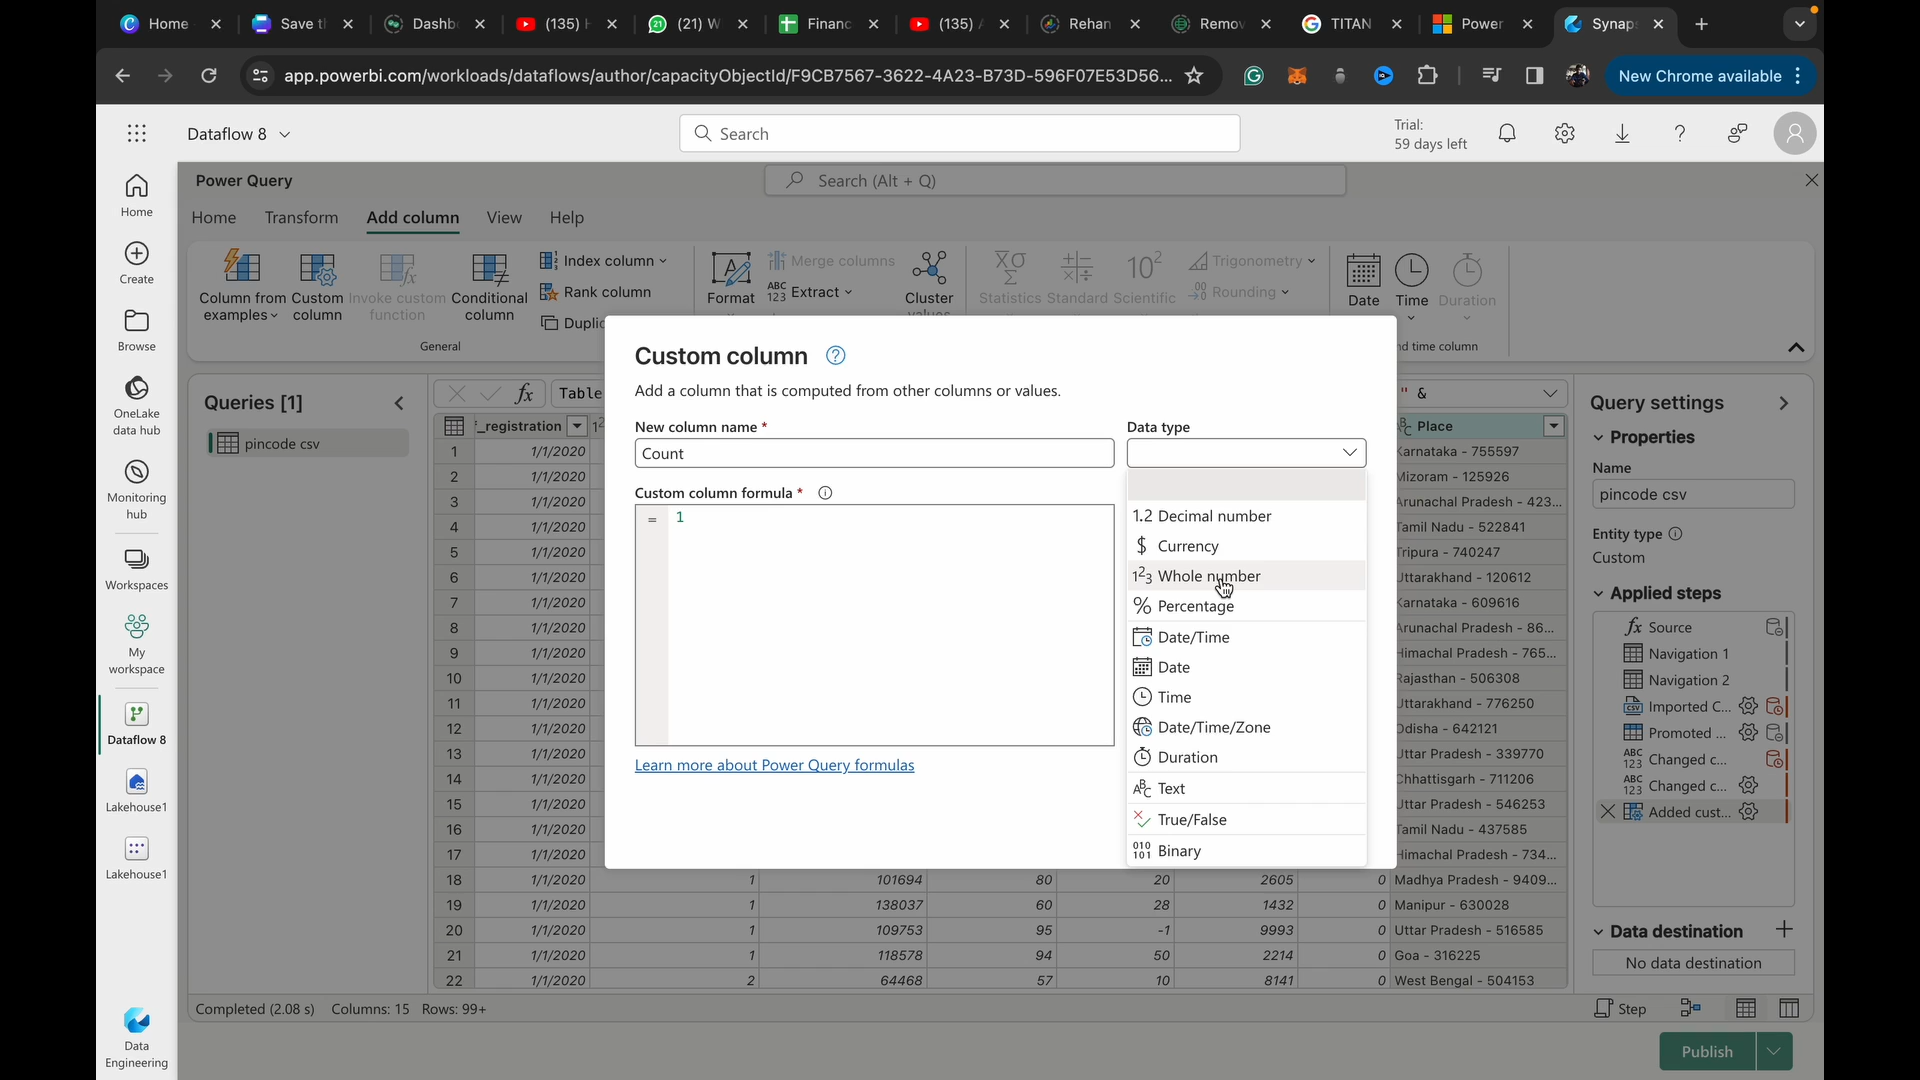 Home
Save t
Dashb
(135)
(21) W
Financ
(135)
Rehan
Remov
TITAN
Power
Synap
app.powerbi.com/workloads/dataflows/author/capacityObjectId/F9CB7567-3622-4A23-B73D-596F07E53D56...
New Chrome available
Dataflow 8
Search
Trial:
59 days left
Power Query
Search (Alt + Q)
Home
Transform
Add column
View
Help
Column from
examples
Custom
column
Invoke custom
function
Conditional
column
Index column
Rank column
Duplic
General
Format
Merge columns
Extract
Cluster
values
Statistics
Standard
Scientific
Trigonometry
Rounding
Date
Time
Duration
nd time column
Home
Create
Browse
OneLake
data hub
Monitoring
hub
Workspaces
My
workspace
Dataflow 8
Lakehouse1
Lakehouse1
Data
Engineering
Queries [1]
pincode csv
fx
Table
" &
_registration
Place
1 1/1/2020 Karnataka - 755597
2 1/1/2020 Mizoram - 125926
3 1/1/2020 Arunachal Pradesh - 423...
4 1/1/2020 Tamil Nadu - 522841
5 1/1/2020 Tripura - 740247
6 1/1/2020 Uttarakhand - 120612
7 1/1/2020 Karnataka - 609616
8 1/1/2020 Arunachal Pradesh - 86...
9 1/1/2020 Himachal Pradesh - 765...
10 1/1/2020 Rajasthan - 506308
11 1/1/2020 Uttarakhand - 776250
12 1/1/2020 Odisha - 642121
13 1/1/2020 Uttar Pradesh - 339770
14 1/1/2020 Chhattisgarh - 711206
15 1/1/2020 Uttar Pradesh - 546253
16 1/1/2020 Tamil Nadu - 437585
17 1/1/2020 Himachal Pradesh - 734...
18 1/1/2020 1 101694 80 20 2605 0 Madhya Pradesh - 9409...
19 1/1/2020 1 138037 60 28 1432 0 Manipur - 630028
20 1/1/2020 1 109753 95 -1 9993 0 Uttar Pradesh - 516585
21 1/1/2020 1 118578 94 50 2214 0 Goa - 316225
22 1/1/2020 2 64468 57 10 8141 0 West Bengal - 504153
Custom column
Add a column that is computed from other columns or values.
New column name *
Count
Data type
Custom column formula *
= 1
Learn more about Power Query formulas
1.2 Decimal number
$ Currency
123 Whole number
% Percentage
Date/Time
Date
Time
Date/Time/Zone
Duration
ABC Text
True/False
010
101 Binary
Query settings
Properties
Name
pincode csv
Entity type
Custom
Applied steps
fx Source
Navigation 1
Navigation 2
Imported C...
Promoted ...
Changed c...
Changed c...
Added cust...
Data destination
No data destination
Completed (2.08 s) Columns: 15 Rows: 99+
Step
Publish